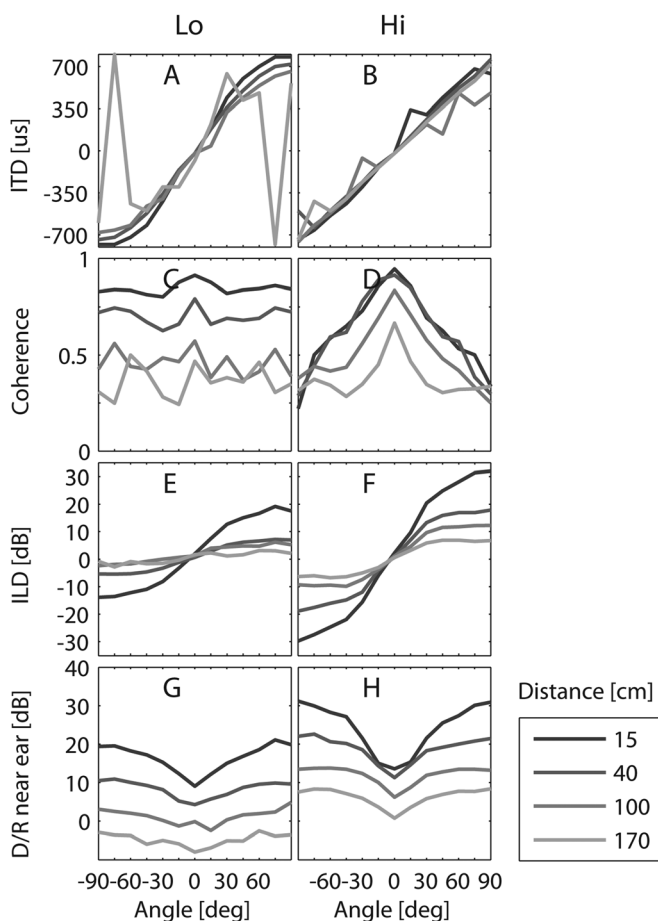 Lo Hi
A B
700
350
0
-350
-700
ITD [us]
C D
1
0.5
0
Coherence
E F
30
20
10
0
-10
-20
-30
ILD [dB]
G H
40
30
20
10
0
D/R near ear [dB]
-90 -60 -30 0 30 60
-60 -30 0 30 60 90
Angle [deg] Angle [deg]
Distance [cm]
15
40
100
170